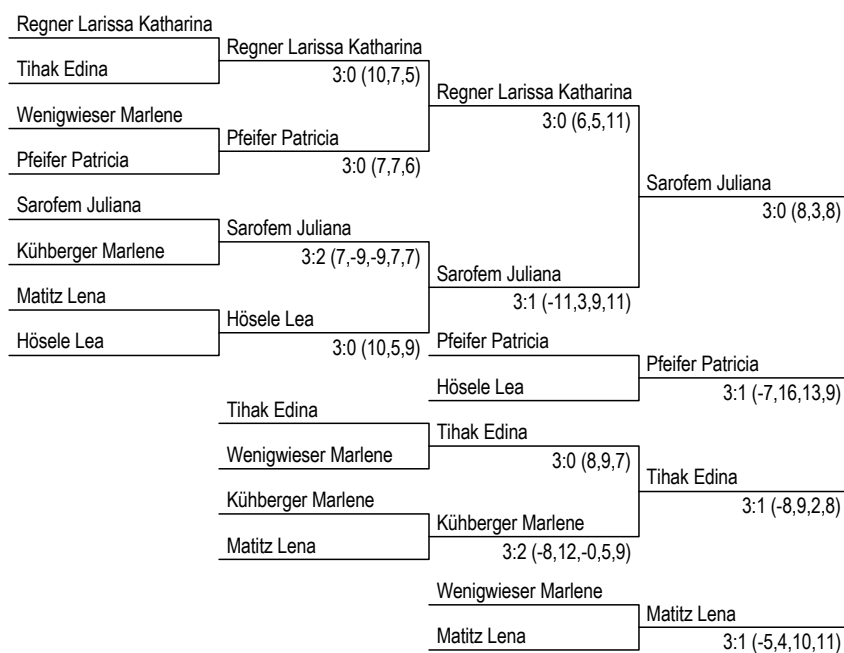 Regner Larissa Katharina
Regner Larissa Katharina
Tihak Edina
3:0 (10,7,5)
Regner Larissa Katharina
Wenigwieser Marlene
3:0 (6,5,11)
Pfeifer Patricia
Pfeifer Patricia
3:0 (7,7,6)
Sarofem Juliana
Sarofem Juliana
3:0 (8,3,8)
Sarofem Juliana
Kühberger Marlene
3:2 (7,-9,-9,7,7)
Sarofem Juliana
Matitz Lena
3:1 (-11,3,9,11)
Hösele Lea
Hösele Lea
3:0 (10,5,9)
Pfeifer Patricia
Pfeifer Patricia
Hösele Lea
3:1 (-7,16,13,9)
Tihak Edina
Tihak Edina
Wenigwieser Marlene
3:0 (8,9,7)
Tihak Edina
Kühberger Marlene
3:1 (-8,9,2,8)
Kühberger Marlene
Matitz Lena
3:2 (-8,12,-0,5,9)
Wenigwieser Marlene
Matitz Lena
Matitz Lena
3:1 (-5,4,10,11)